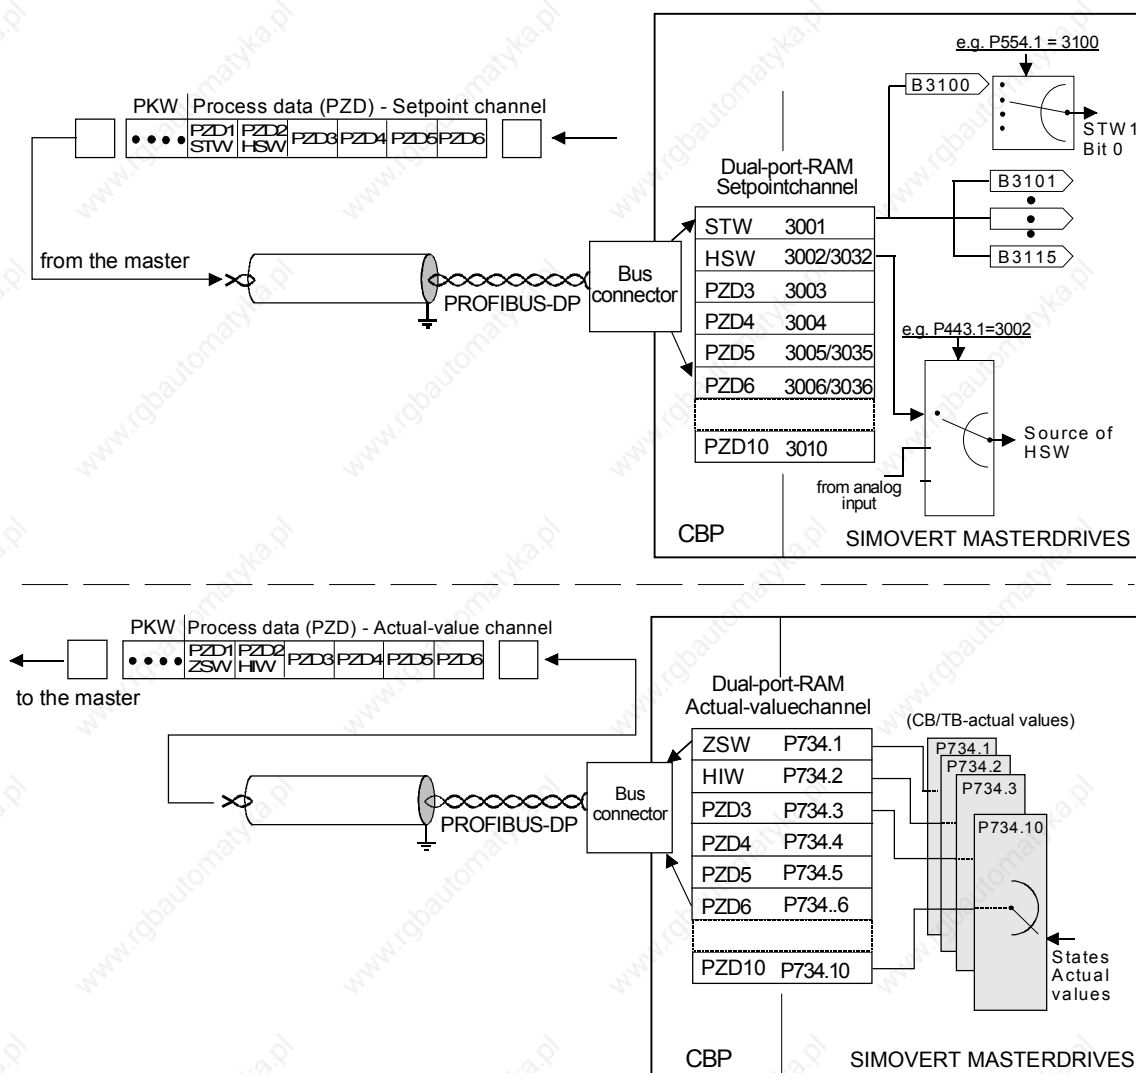 e.g. P554.1 = 3100
B3100
STW1
Bit 0
PKW Process data (PZD) - Setpoint channel
PZD1 STW PZD2 HSW PZD3 PZD4 PZD5 PZD6
Dual-port-RAM
Setpointchannel
B3101
B3115
STW 3001
HSW 3002/3032
PZD3 3003
PZD4 3004
PZD5 3005/3035
PZD6 3006/3036
PZD10 3010
from the master
PROFIBUS-DP
Bus
connector
e.g. P443.1=3002
Source of
HSW
from analog
input
CBP
SIMOVERT MASTERDRIVES
PKW Process data (PZD) - Actual-value channel
PZD1 ZSW PZD2 HIW PZD3 PZD4 PZD5 PZD6
to the master
Dual-port-RAM
Actual-valuechannel
(CB/TB-actual values)
ZSW P734.1
HIW P734.2
PZD3 P734.3
PZD4 P734.4
PZD5 P734.5
PZD6 P734..6
PZD10 P734.10
P734.1
P734.2
P734.3
P734.10
PROFIBUS-DP
Bus
connector
States
Actual
values
CBP
SIMOVERT MASTERDRIVES
www.rgbautomatyka.pl